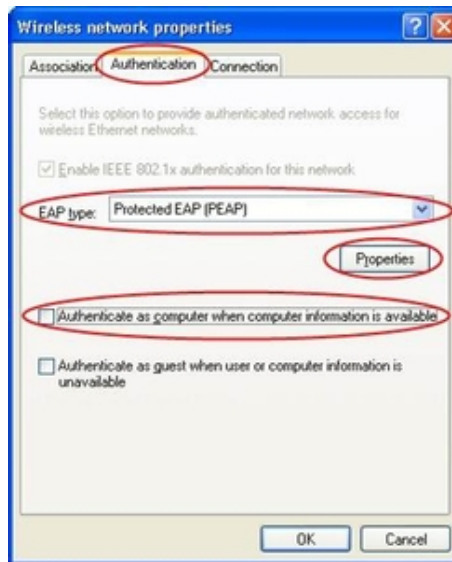 Wireless network properties
Association Authentication Connection
Select this option to provide authenticated network access for
wireless Ethernet networks.
Enable IEEE 802.1x authentication for this network
EAP type: Protected EAP (PEAP)
Properties
Authenticate as computer when computer information is available
Authenticate as guest when user or computer information is
unavailable
OK Cancel